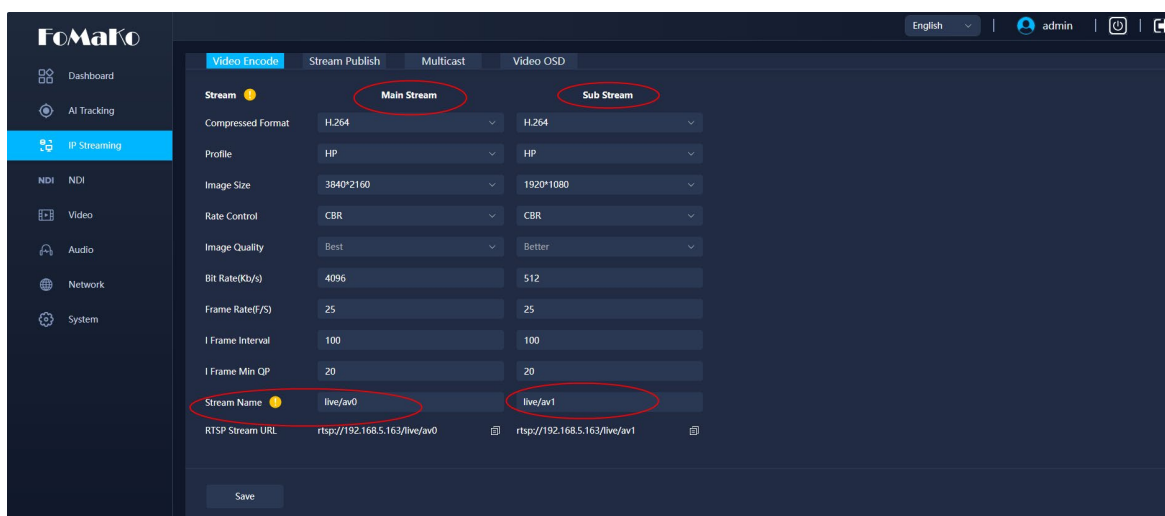 FoMaKo
English
admin
Dashboard
AI Tracking
IP Streaming
NDI NDI
Video
Audio
Network
System
Video Encode Stream Publish Multicast Video OSD
Stream Main Stream Sub Stream
Compressed Format H.264 H.264
Profile HP HP
Image Size 3840*2160 1920*1080
Rate Control CBR CBR
Image Quality Best Better
Bit Rate(Kb/s) 4096 512
Frame Rate(F/S) 25 25
I Frame Interval 100 100
I Frame Min QP 20 20
Stream Name live/av0 live/av1
RTSP Stream URL rtsp://192.168.5.163/live/av0 rtsp://192.168.5.163/live/av1
Save